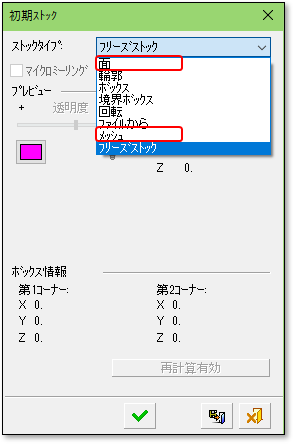 初期ストック
ストックタイプ:
フリーズストック
マイクロミーリング
面
輪郭
ボックス
境界ボックス
回転
ファイルから
メッシュ
フリーズストック
プレビュー
+ 透明度
Z 0.
ボックス情報
第1コーナー: 第2コーナー:
X 0. X 0.
Y 0. Y 0.
Z 0. Z 0.
再計算有効